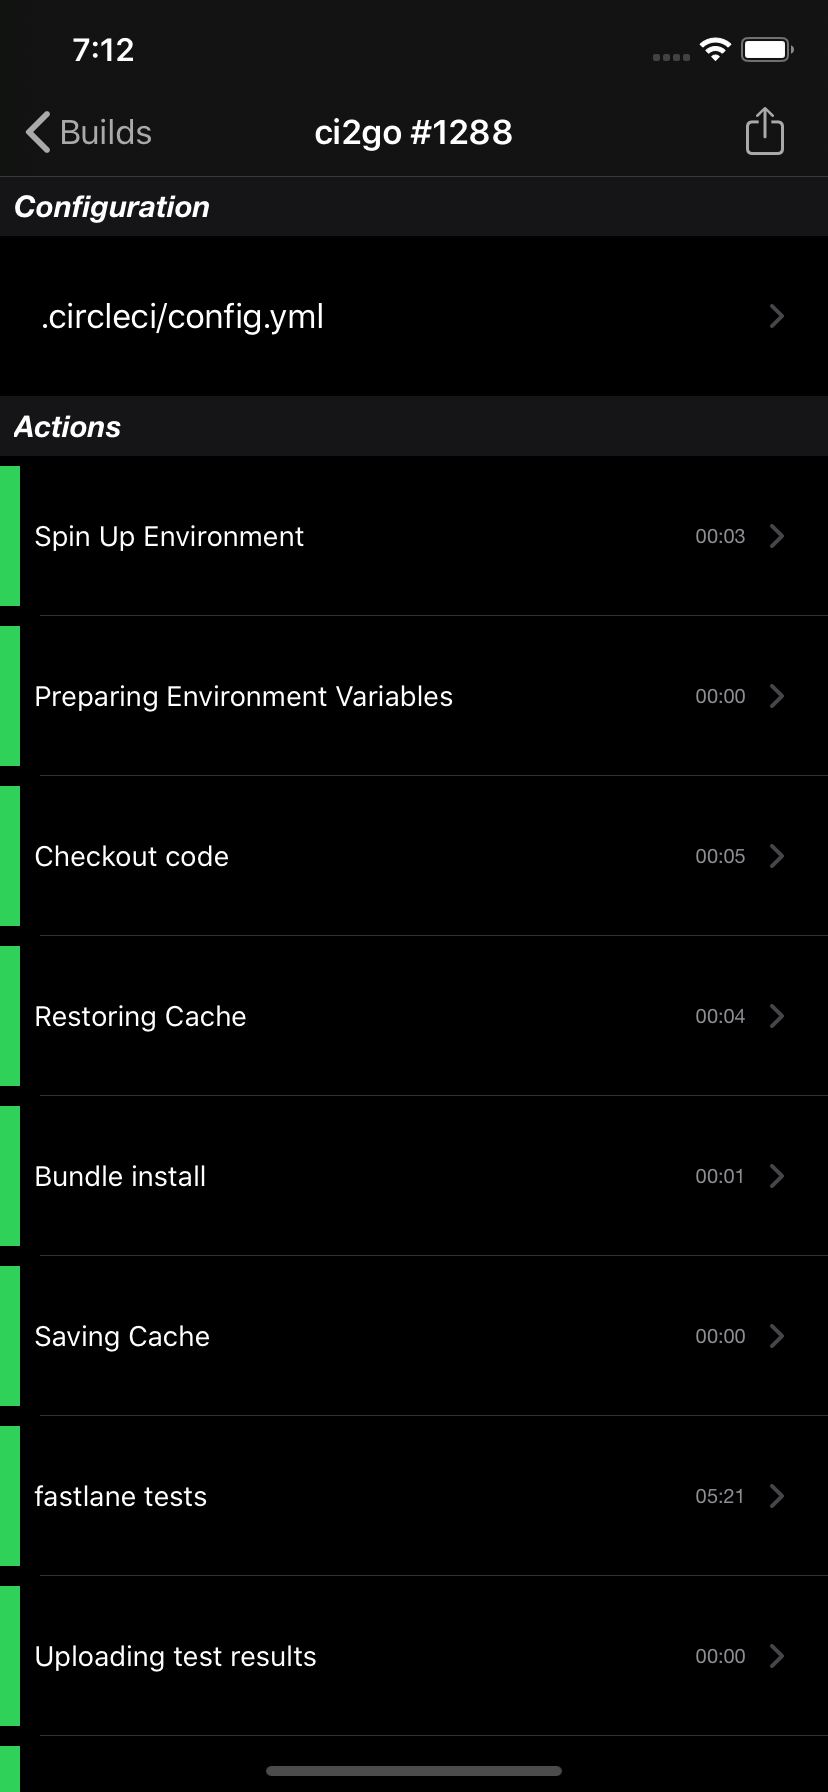 7:12
Builds
ci2go #1288
Configuration
.circleci/config.yml
Actions
Spin Up Environment 00:03
Preparing Environment Variables 00:00
Checkout code 00:05
Restoring Cache 00:04
Bundle install 00:01
Saving Cache 00:00
fastlane tests 05:21
Uploading test results 00:00